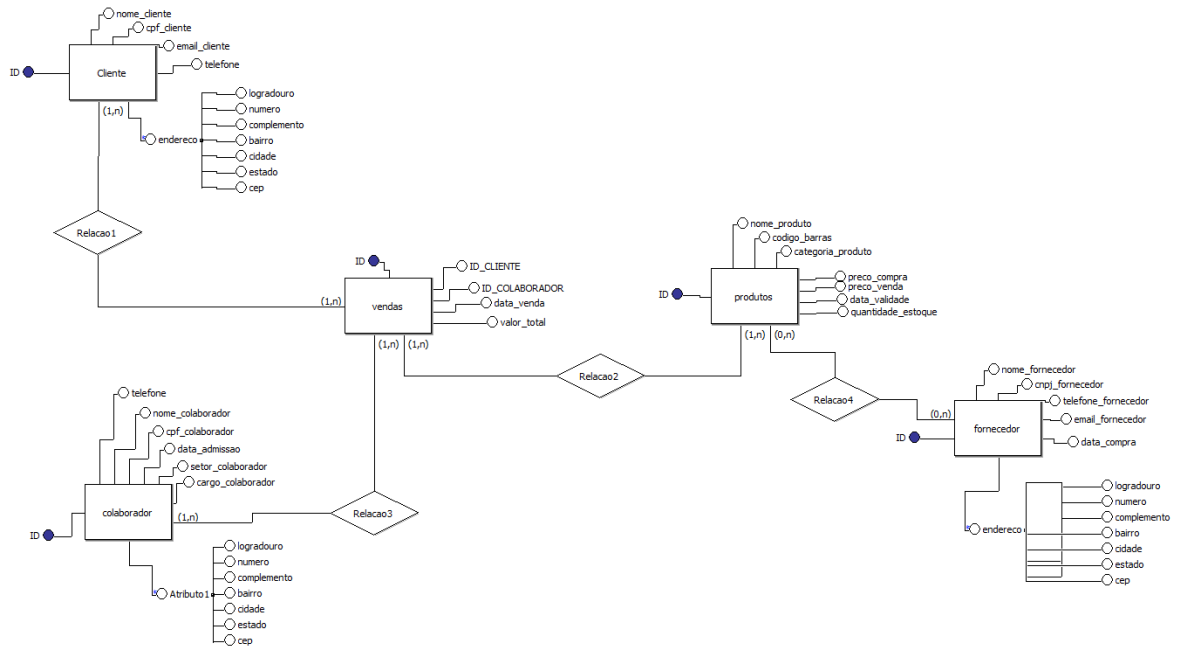 nome_cliente
cpf_cliente
email_cliente
telefone
ID
Cliente
(1,n)
endereco
logradouro
numero
complemento
bairro
cidade
estado
cep
Relacao1
(1,n)
ID
vendas
ID_CLIENTE
ID_COLABORADOR
data_venda
valor_total
(1,n)
(1,n)
Relacao2
nome_produto
codigo_barras
categoria_produto
ID
produtos
preco_compra
preco_venda
data_validade
quantidade_estoque
(1,n)
(0,n)
Relacao4
nome_fornecedor
cnpj_fornecedor
telefone_fornecedor
email_fornecedor
data_compra
(0,n)
ID
fornecedor
endereco
logradouro
numero
complemento
bairro
cidade
estado
cep
telefone
nome_colaborador
cpf_colaborador
data_admissao
setor_colaborador
cargo_colaborador
ID
colaborador
(1,n)
Relacao3
Atributo1
logradouro
numero
complemento
bairro
cidade
estado
cep